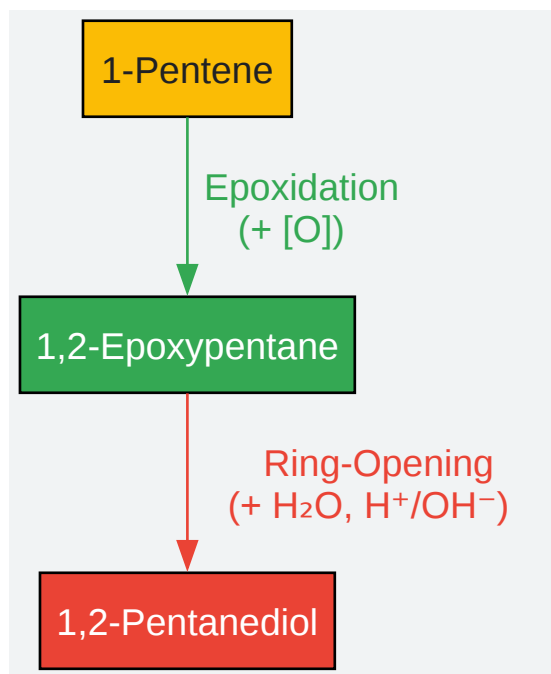 1-Pentene
Epoxidation
(+ [O])
1,2-Epoxypentane
Ring-Opening
(+ H₂O, H⁺/OH⁻)
1,2-Pentanediol